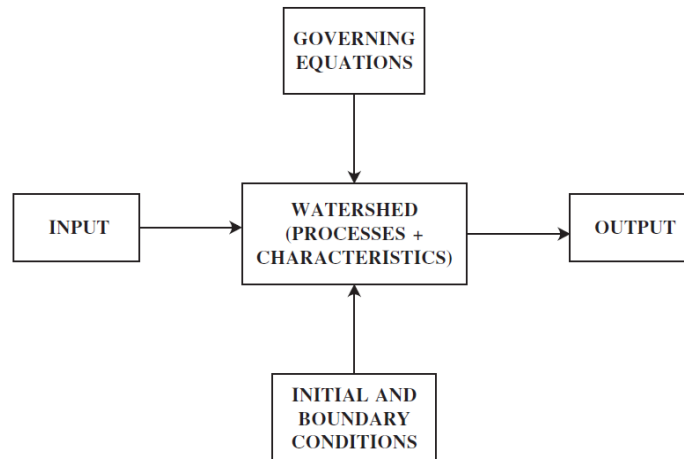 GOVERNING
EQUATIONS
INPUT
WATERSHED
(PROCESSES +
CHARACTERISTICS)
OUTPUT
INITIAL AND
BOUNDARY
CONDITIONS